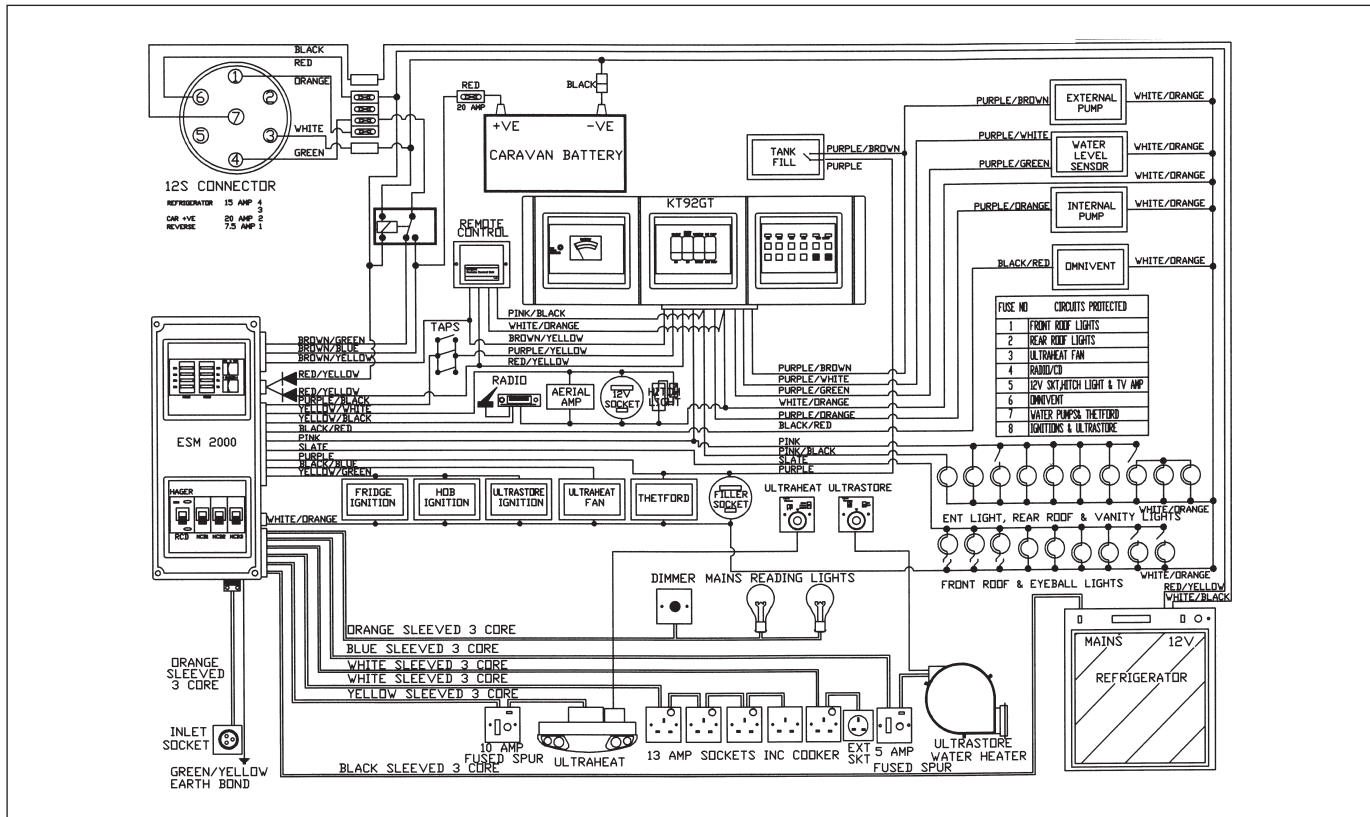 BLACK
RED
ORANGE
1
6
2
7
5
3
4
WHITE
GREEN
12S CONNECTOR
REFRIGERATOR 15 AMP 4
3
CAR +VE 20 AMP 2
REVERSE 7.5 AMP 1
RED
20 AMP
BLACK
+VE -VE
CARAVAN BATTERY
TANK FILL
PURPLE/BROWN
PURPLE
PURPLE/BROWN
EXTERNAL PUMP
WHITE/ORANGE
PURPLE/WHITE
PURPLE/GREEN
WATER LEVEL SENSOR
WHITE/ORANGE
WHITE/ORANGE
PURPLE/ORANGE
INTERNAL PUMP
WHITE/ORANGE
BLACK/RED
OMNIVENT
WHITE/ORANGE
REMOTE CONTROL
KT92GT
FUSE NO CIRCUITS PROTECTED
1 FRONT ROOF LIGHTS
2 REAR ROOF LIGHTS
3 ULTRAHEAT FAN
4 RADIO/CD
5 12V SKT,HITCH LIGHT & TV AMP
6 OMNIVENT
7 WATER PUMPS& THETFORD
8 IGNITIONS & ULTRASTORE
PINK/BLACK
WHITE/ORANGE
BROWN/YELLOW
PURPLE/YELLOW
RED/YELLOW
TAPS
BROWN/GREEN
BROWN/BLUE
BROWN/YELLOW
RED/YELLOW
RED/YELLOW
PURPLE/BLACK
YELLOW/WHITE
YELLOW/BLACK
BLACK/RED
PINK
SLATE
PURPLE
BLACK/BLUE
YELLOW/GREEN
WHITE/ORANGE
RADIO
AERIAL AMP
12V SOCKET
HITCH LIGHT
PURPLE/BROWN
PURPLE/WHITE
PURPLE/GREEN
PURPLE/ORANGE
BLACK/RED
PINK
PINK/BLACK
SLATE
PURPLE
ESM 2000
HAGER
RCD MCB1 MCB2 MCB3
FRIDGE IGNITION
HOB IGNITION
ULTRASTORE IGNITION
ULTRAHEAT FAN
THETFORD
FILLER SOCKET
ULTRAHEAT ULTRASTORE
WHITE/ORANGE
ENT LIGHT, REAR ROOF & VANITY LIGHTS
FRONT ROOF & EYEBALL LIGHTS
WHITE/ORANGE
RED/YELLOW
WHITE/BLACK
DIMMER MAINS READING LIGHTS
ORANGE SLEEVED 3 CORE
BLUE SLEEVED 3 CORE
WHITE SLEEVED 3 CORE
WHITE SLEEVED 3 CORE
YELLOW SLEEVED 3 CORE
BLACK SLEEVED 3 CORE
ORANGE SLEEVED 3 CORE
INLET SOCKET
GREEN/YELLOW EARTH BOND
10 AMP FUSED SPUR
ULTRAHEAT
13 AMP SOCKETS INC COOKER
EXT SKT
5 AMP FUSED SPUR
ULTRASTORE WATER HEATER
MAINS 12V
REFRIGERATOR